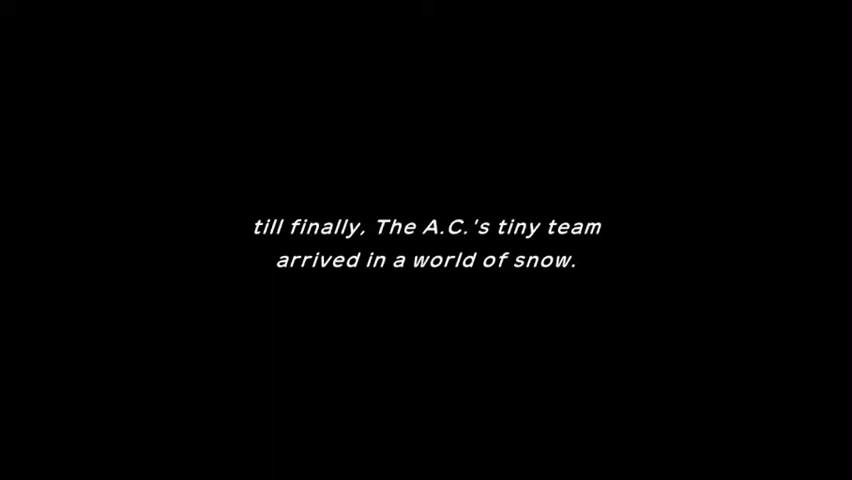 till finally, The A.C.'s tiny team
arrived in a world of snow.